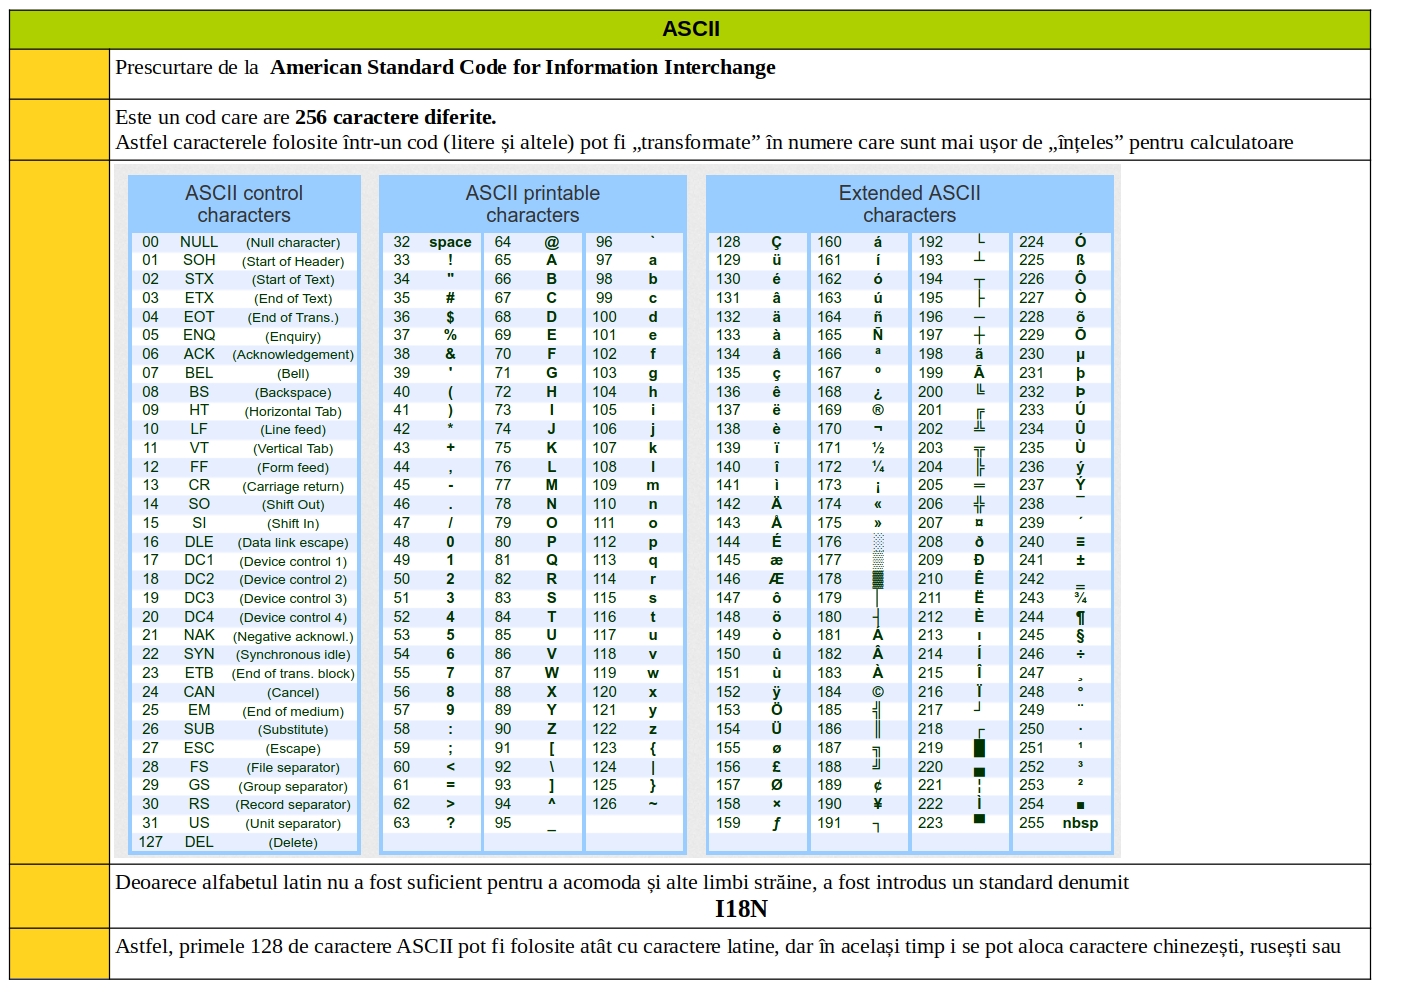 ASCII
Prescurtare de la American Standard Code for Information Interchange
Este un cod care are 256 caractere diferite.
Astfel caracterele folosite într-un cod (litere și altele) pot fi „transformate” în numere care sunt mai ușor de „înțeles” pentru calculatoare
ASCII control
characters
00 NULL (Null character)
01 SOH (Start of Header)
02 STX (Start of Text)
03 ETX (End of Text)
04 EOT (End of Trans.)
05 ENQ (Enquiry)
06 ACK (Acknowledgement)
07 BEL (Bell)
08 BS (Backspace)
09 HT (Horizontal Tab)
10 LF (Line feed)
11 VT (Vertical Tab)
12 FF (Form feed)
13 CR (Carriage return)
14 SO (Shift Out)
15 SI (Shift In)
16 DLE (Data link escape)
17 DC1 (Device control 1)
18 DC2 (Device control 2)
19 DC3 (Device control 3)
20 DC4 (Device control 4)
21 NAK (Negative acknowl.)
22 SYN (Synchronous idle)
23 ETB (End of trans. block)
24 CAN (Cancel)
25 EM (End of medium)
26 SUB (Substitute)
27 ESC (Escape)
28 FS (File separator)
29 GS (Group separator)
30 RS (Record separator)
31 US (Unit separator)
127 DEL (Delete)
ASCII printable
characters
32 space 64 @ 96 `
33 ! 65 A 97 a
34 " 66 B 98 b
35 # 67 C 99 c
36 $ 68 D 100 d
37 % 69 E 101 e
38 & 70 F 102 f
39 ' 71 G 103 g
40 ( 72 H 104 h
41 ) 73 I 105 i
42 * 74 J 106 j
43 + 75 K 107 k
44 , 76 L 108 l
45 - 77 M 109 m
46 . 78 N 110 n
47 / 79 O 111 o
48 0 80 P 112 p
49 1 81 Q 113 q
50 2 82 R 114 r
51 3 83 S 115 s
52 4 84 T 116 t
53 5 85 U 117 u
54 6 86 V 118 v
55 7 87 W 119 w
56 8 88 X 120 x
57 9 89 Y 121 y
58 : 90 Z 122 z
59 ; 91 [ 123 {
60 < 92 \ 124 |
61 = 93 ] 125 }
62 > 94 ^ 126 ~
63 ? 95 _
Extended ASCII
characters
128 Ç 160 á 192 └ 224 Ó
129 ü 161 í 193 ┴ 225 ß
130 é 162 ó 194 ┬ 226 Ô
131 â 163 ú 195 ├ 227 Ò
132 ä 164 ñ 196 ─ 228 õ
133 à 165 Ñ 197 ┼ 229 Õ
134 å 166 ª 198 ã 230 µ
135 ç 167 º 199 Ã 231 þ
136 ê 168 ¿ 200 ╚ 232 Þ
137 ë 169 ® 201 ╔ 233 Ú
138 è 170 ¬ 202 ╩ 234 Û
139 ï 171 ½ 203 ╦ 235 Ù
140 î 172 ¼ 204 ╠ 236 ý
141 ì 173 ¡ 205 ═ 237 Ý
142 Ä 174 « 206 ╬ 238 ¯
143 Å 175 » 207 ¤ 239 ´
144 É 176 ░ 208 ð 240 ≡
145 æ 177 ▒ 209 Đ 241 ±
146 Æ 178 ▓ 210 Ê 242 ‗
147 ô 179 │ 211 Ë 243 ¾
148 ö 180 ┤ 212 È 244 ¶
149 ò 181 Á 213 ı 245 §
150 û 182 Â 214 Í 246 ÷
151 ù 183 À 215 Î 247 ¸
152 ÿ 184 © 216 Ï 248 °
153 Ö 185 ╣ 217 ┘ 249 ¨
154 Ü 186 ║ 218 ┌ 250 ·
155 ø 187 ╗ 219 █ 251 ¹
156 £ 188 ╝ 220 ▄ 252 ³
157 Ø 189 ¢ 221 ¦ 253 ²
158 × 190 ¥ 222 Ì 254 ■
159 ƒ 191 ┐ 223 ▀ 255 nbsp
Deoarece alfabetul latin nu a fost suficient pentru a acomoda și alte limbi străine, a fost introdus un standard denumit
I18N
Astfel, primele 128 de caractere ASCII pot fi folosite atât cu caractere latine, dar în același timp i se pot aloca caractere chinezești, rusești sau